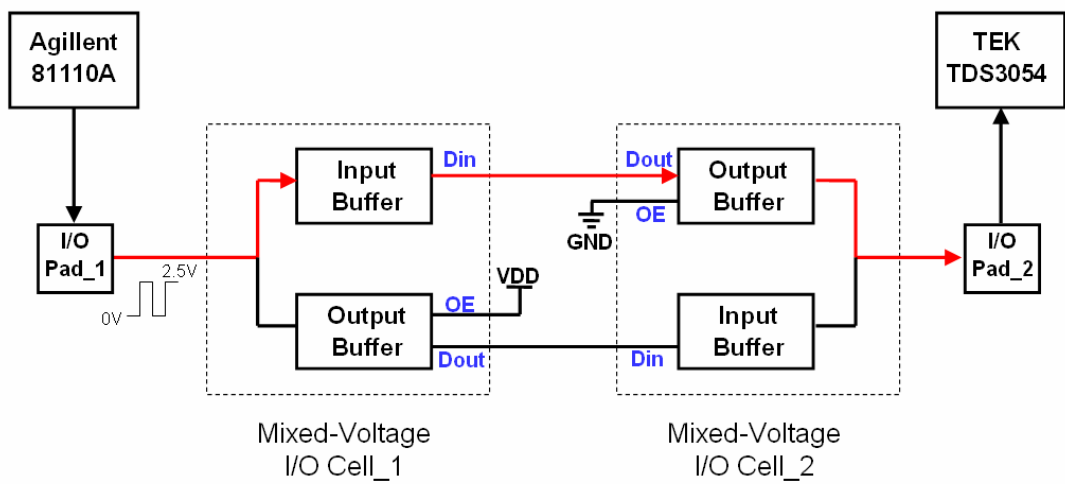 Agillent
81110A
TEK
TDS3054
Input
Buffer
Din
Dout
Output
Buffer
OE
GND
I/O
Pad_1
2.5V
0V
I/O
Pad_2
VDD
OE
Output
Buffer
Dout
Din
Input
Buffer
Mixed-Voltage
I/O Cell_1
Mixed-Voltage
I/O Cell_2